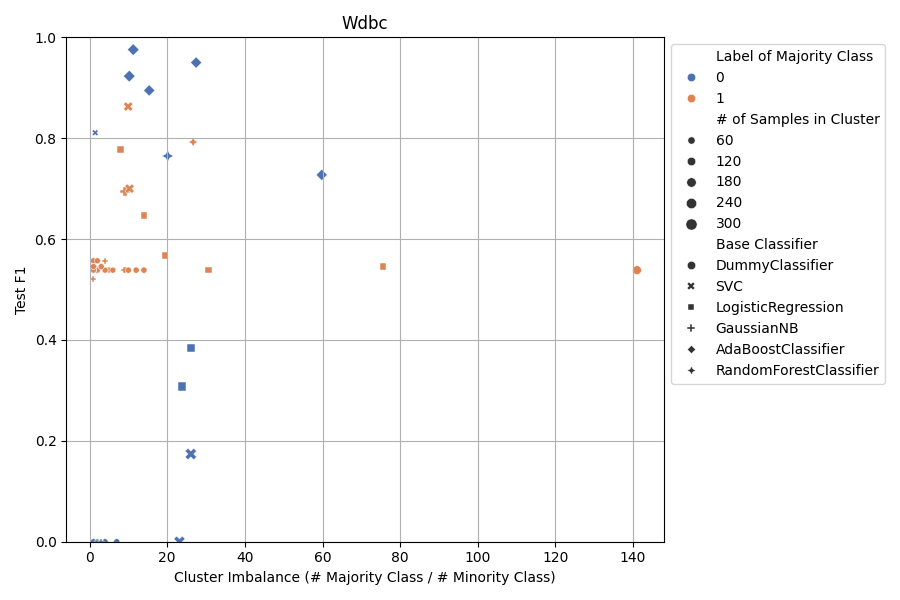 Wdbc
1.0
0.8
0.6
0.4
0.2
0.0
Test F1
0
20
40
60
80
100
120
140
Cluster Imbalance (# Majority Class / # Minority Class)
Label of Majority Class
0
1
# of Samples in Cluster
60
120
180
240
300
Base Classifier
DummyClassifier
SVC
LogisticRegression
GaussianNB
AdaBoostClassifier
RandomForestClassifier